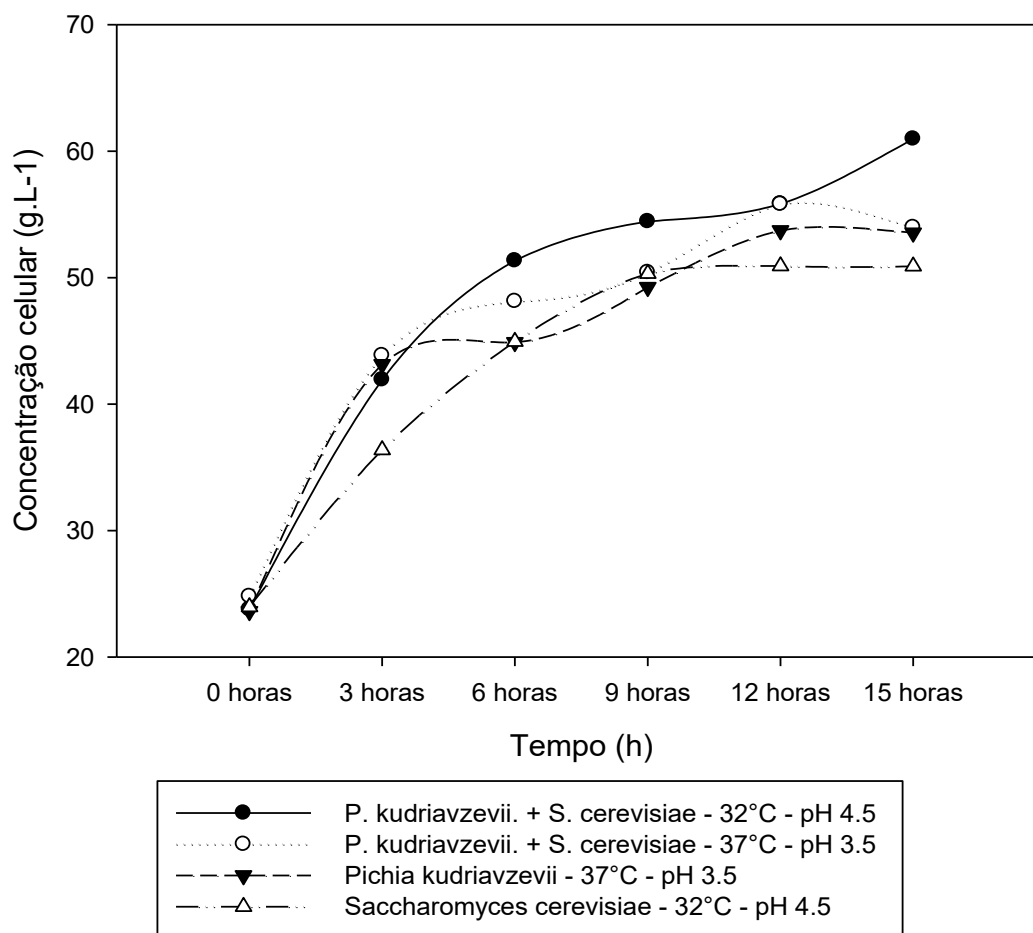 70
60
50
40
30
20
Concentração celular (g.L-1)
0 horas 3 horas 6 horas 9 horas 12 horas 15 horas
Tempo (h)
P. kudriavzevii. + S. cerevisiae - 32°C - pH 4.5
P. kudriavzevii. + S. cerevisiae - 37°C - pH 3.5
Pichia kudriavzevii - 37°C - pH 3.5
Saccharomyces cerevisiae - 32°C - pH 4.5